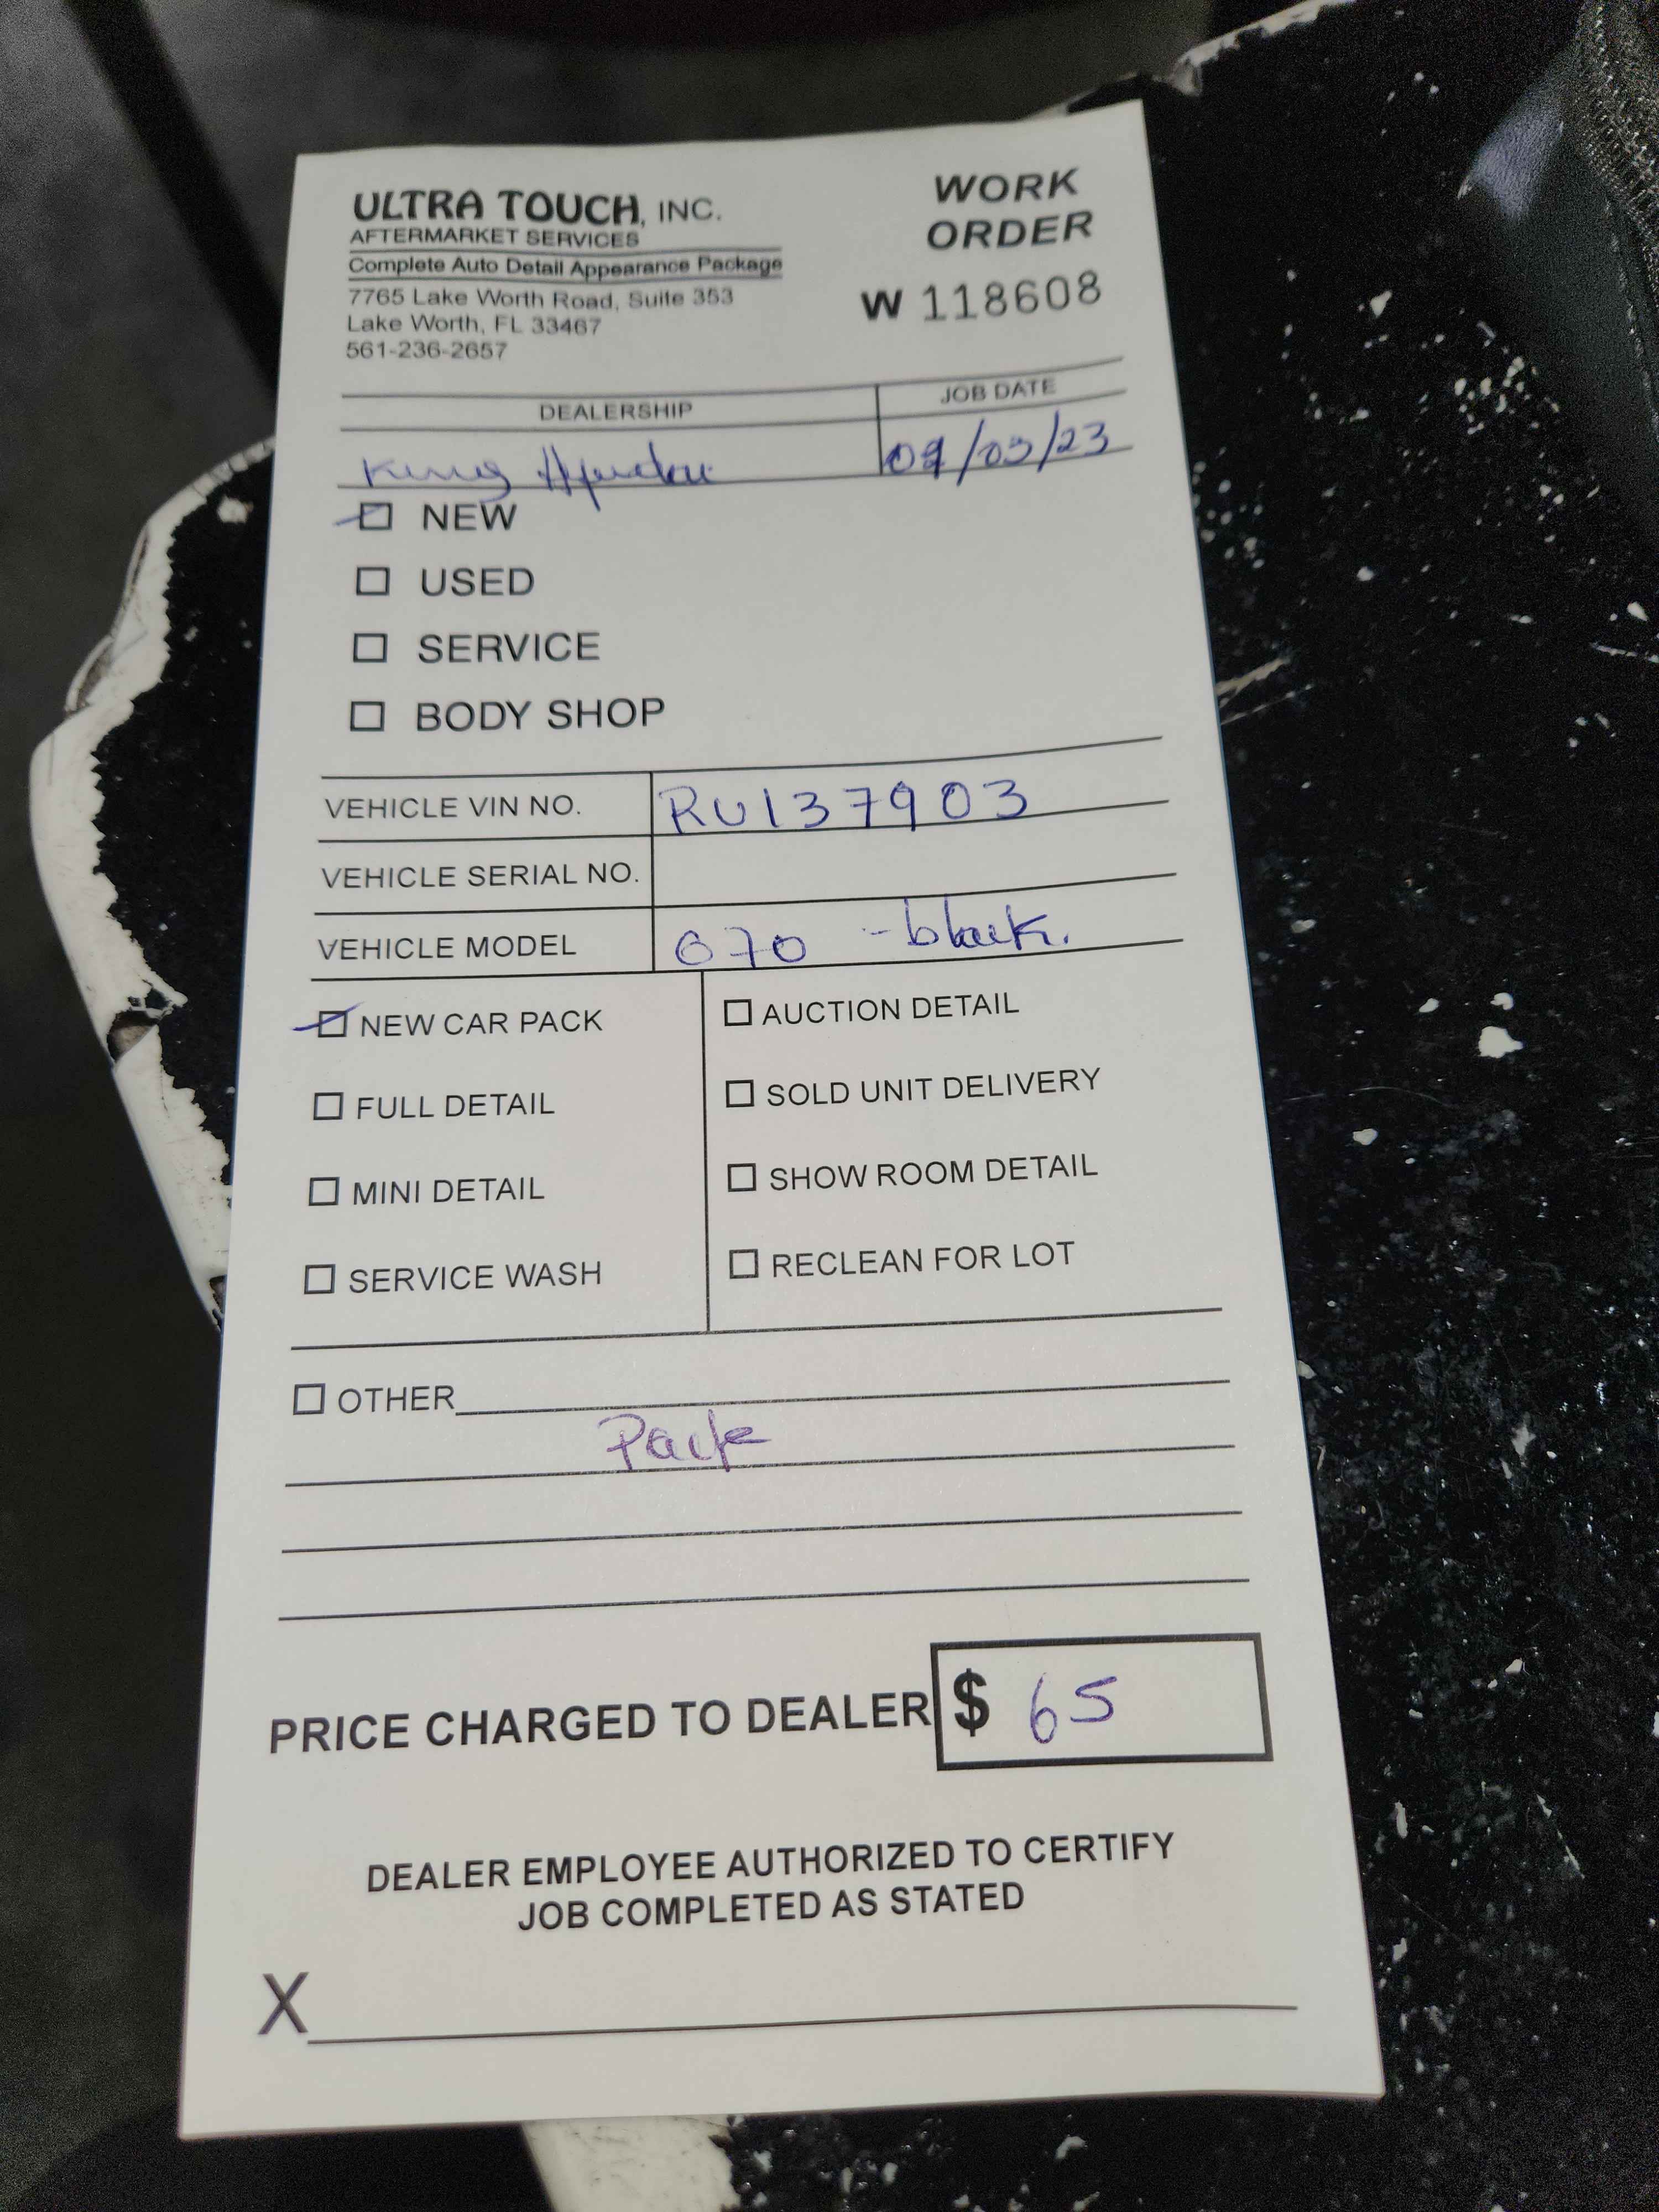 ULTRA TOUCH, INC.
AFTERMARKET SERVICES
Complete Auto Detail Appearance Package
7765 Lake Worth Road, Suite 353
Lake Worth, FL 33467
561-236-2657
WORK
ORDER
W 118608
DEALERSHIP JOB DATE
King 09/03/23
NEW
USED
SERVICE
BODY SHOP
VEHICLE VIN NO. RU137903
VEHICLE SERIAL NO.
VEHICLE MODEL G70 - black.
NEW CAR PACK
FULL DETAIL
MINI DETAIL
SERVICE WASH
AUCTION DETAIL
SOLD UNIT DELIVERY
SHOW ROOM DETAIL
RECLEAN FOR LOT
OTHER
Pack
PRICE CHARGED TO DEALER $ 65
DEALER EMPLOYEE AUTHORIZED TO CERTIFY
JOB COMPLETED AS STATED
X